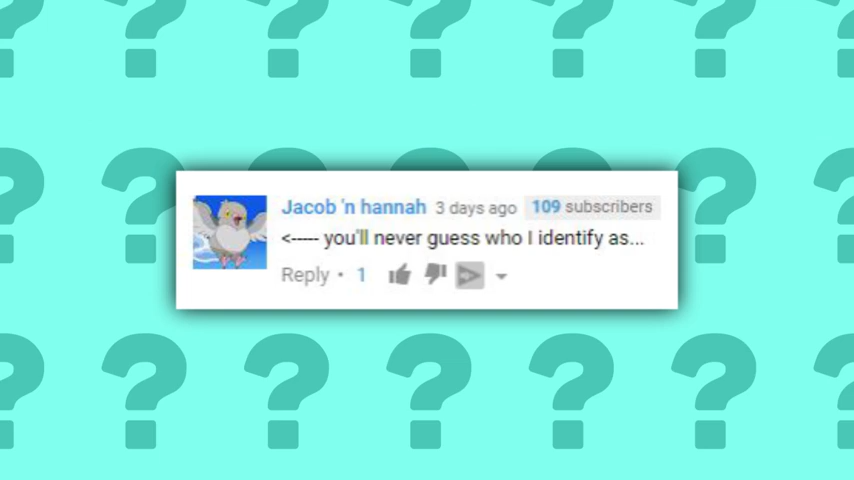 Jacob 'n hannah 3 days ago 109 subscribers
<----- you'll never guess who I identify as...
Reply • 1